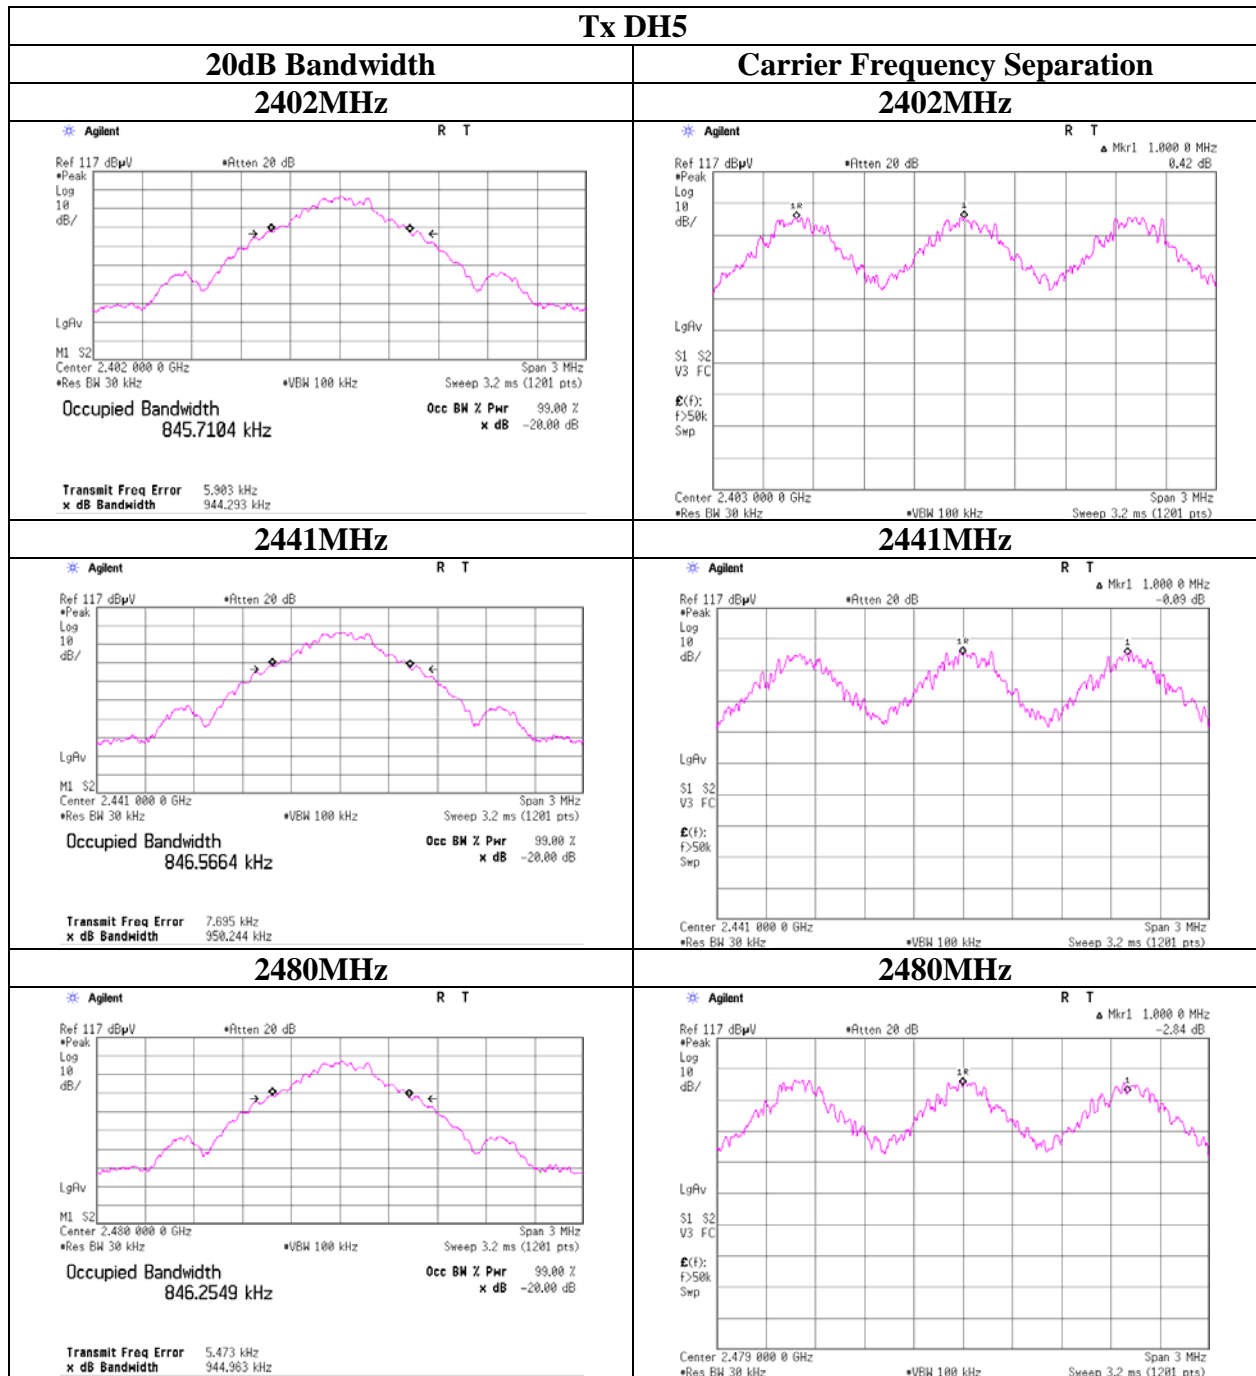 Tx DH5
20dB Bandwidth
Carrier Frequency Separation
2402MHz
2402MHz
Agilent
R T
Ref 117 dBµV
*Atten 20 dB
*Peak
Log
10
dB/
LgAv
M1 S2
Center 2.402 000 0 GHz
Span 3 MHz
*Res BW 30 kHz
*VBW 100 kHz
Sweep 3.2 ms (1201 pts)
Occupied Bandwidth
845.7104 kHz
Occ BW % Pwr 99.00 %
x dB -20.00 dB
Transmit Freq Error 5.903 kHz
x dB Bandwidth 944.293 kHz
Agilent
R T
Δ Mkr1 1.000 0 MHz
Ref 117 dBµV
*Atten 20 dB
0.42 dB
*Peak
Log
10
dB/
1R
1
LgAv
S1 S2
V3 FC
£(f):
f>50k
Swp
Center 2.403 000 0 GHz
Span 3 MHz
*Res BW 30 kHz
*VBW 100 kHz
Sweep 3.2 ms (1201 pts)
2441MHz
2441MHz
Agilent
R T
Ref 117 dBµV
*Atten 20 dB
*Peak
Log
10
dB/
LgAv
M1 S2
Center 2.441 000 0 GHz
Span 3 MHz
*Res BW 30 kHz
*VBW 100 kHz
Sweep 3.2 ms (1201 pts)
Occupied Bandwidth
846.5664 kHz
Occ BW % Pwr 99.00 %
x dB -20.00 dB
Transmit Freq Error 7.695 kHz
x dB Bandwidth 950.244 kHz
Agilent
R T
Δ Mkr1 1.000 0 MHz
Ref 117 dBµV
*Atten 20 dB
-0.09 dB
*Peak
Log
10
dB/
1R
1
LgAv
S1 S2
V3 FC
£(f):
f>50k
Swp
Center 2.441 000 0 GHz
Span 3 MHz
*Res BW 30 kHz
*VBW 100 kHz
Sweep 3.2 ms (1201 pts)
2480MHz
2480MHz
Agilent
R T
Ref 117 dBµV
*Atten 20 dB
*Peak
Log
10
dB/
LgAv
M1 S2
Center 2.480 000 0 GHz
Span 3 MHz
*Res BW 30 kHz
*VBW 100 kHz
Sweep 3.2 ms (1201 pts)
Occupied Bandwidth
846.2549 kHz
Occ BW % Pwr 99.00 %
x dB -20.00 dB
Transmit Freq Error 5.473 kHz
x dB Bandwidth 944.963 kHz
Agilent
R T
Δ Mkr1 1.000 0 MHz
Ref 117 dBµV
*Atten 20 dB
-2.84 dB
*Peak
Log
10
dB/
1R
1
LgAv
S1 S2
V3 FC
£(f):
f>50k
Swp
Center 2.479 000 0 GHz
Span 3 MHz
*Res BW 30 kHz
*VBW 100 kHz
Sweep 3.2 ms (1201 pts)